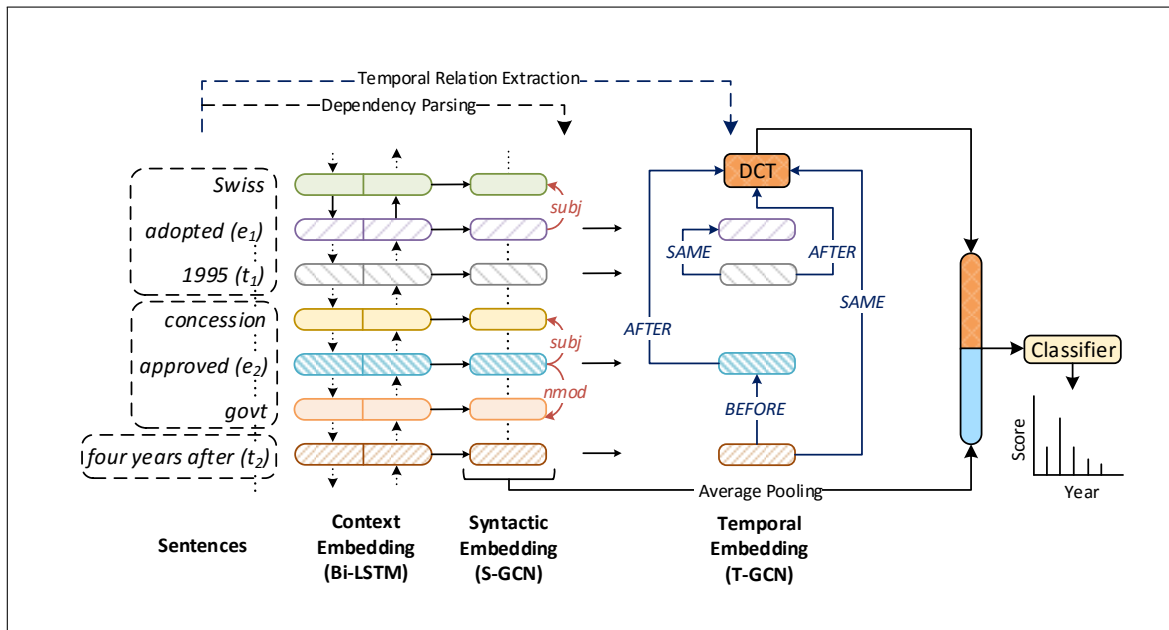 Temporal Relation Extraction
Dependency Parsing
DCT
Swiss
subj
adopted (e1)
SAME
AFTER
1995 (t1)
SAME
concession
AFTER
subj
approved (e2)
Classifier
nmod
govt
BEFORE
four years after (t2)
Score
Average Pooling
Year
Sentences
Context
Embedding
(Bi-LSTM)
Syntactic
Embedding
(S-GCN)
Temporal
Embedding
(T-GCN)